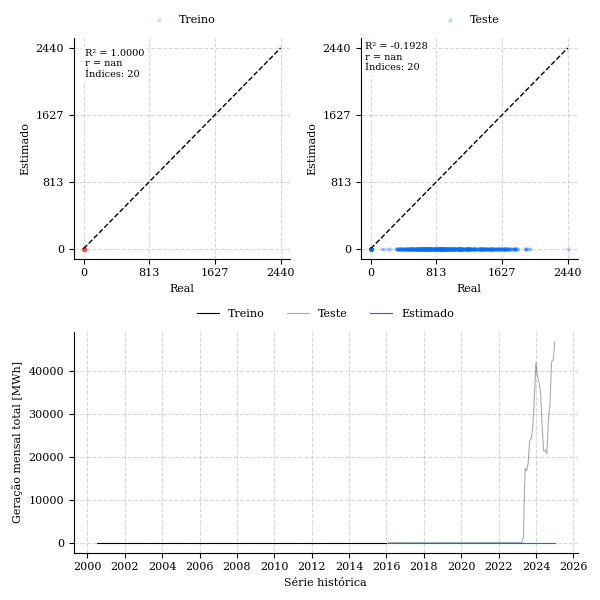 Treino
R² = 1.0000
r = nan
Índices: 20
2440
1627
813
0
Estimado
0 813 1627 2440
Real
Teste
R² = -0.1928
r = nan
Índices: 20
2440
1627
813
0
Estimado
0 813 1627 2440
Real
Treino Teste Estimado
40000
30000
20000
10000
0
Geração mensal total [MWh]
2000 2002 2004 2006 2008 2010 2012 2014 2016 2018 2020 2022 2024 2026
Série histórica